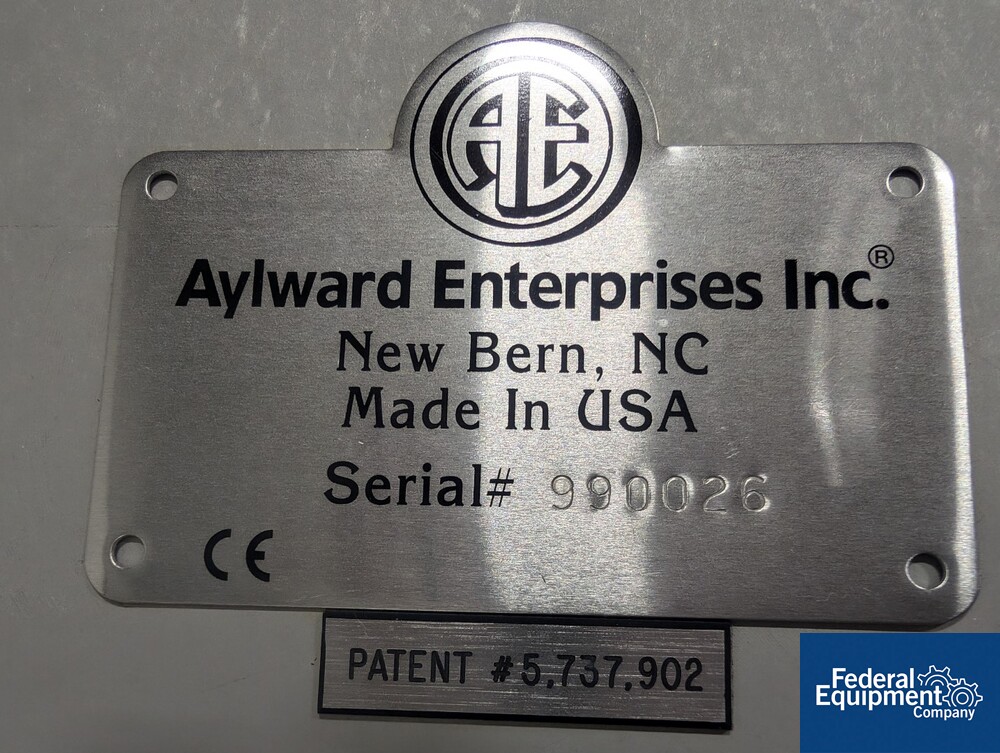 AE
Aylward Enterprises Inc.®
New Bern, NC
Made In USA
Serial# 990026
CE
PATENT #5,737,902
Federal
Equipment
Company